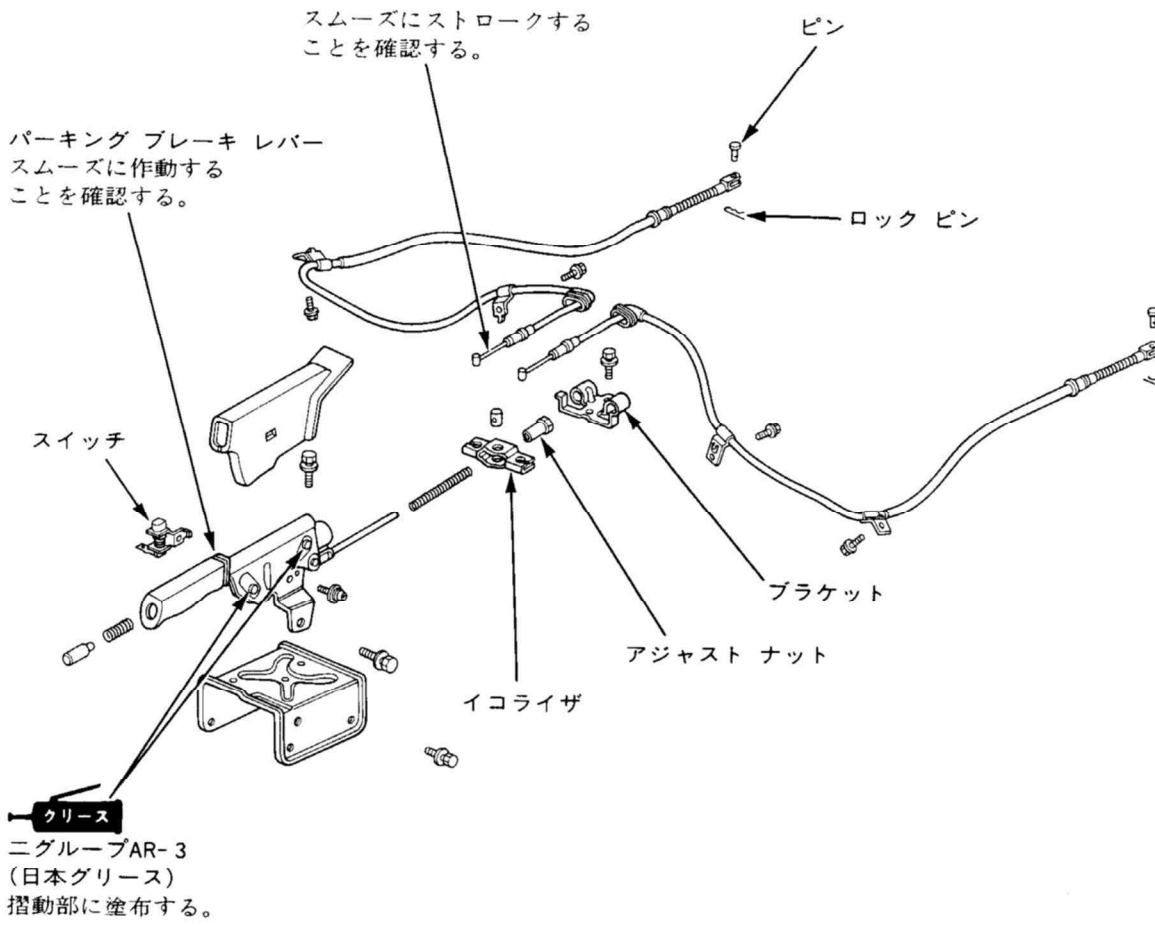 スムーズにストロークする
ことを確認する。
ピン
パーキング ブレーキ レバー
スムーズに作動する
ことを確認する。
ロック ピン
スイッチ
ブラケット
アジャスト ナット
イコライザ
グリース
ニグルーブAR-3
(日本グリース)
摺動部に塗布する。